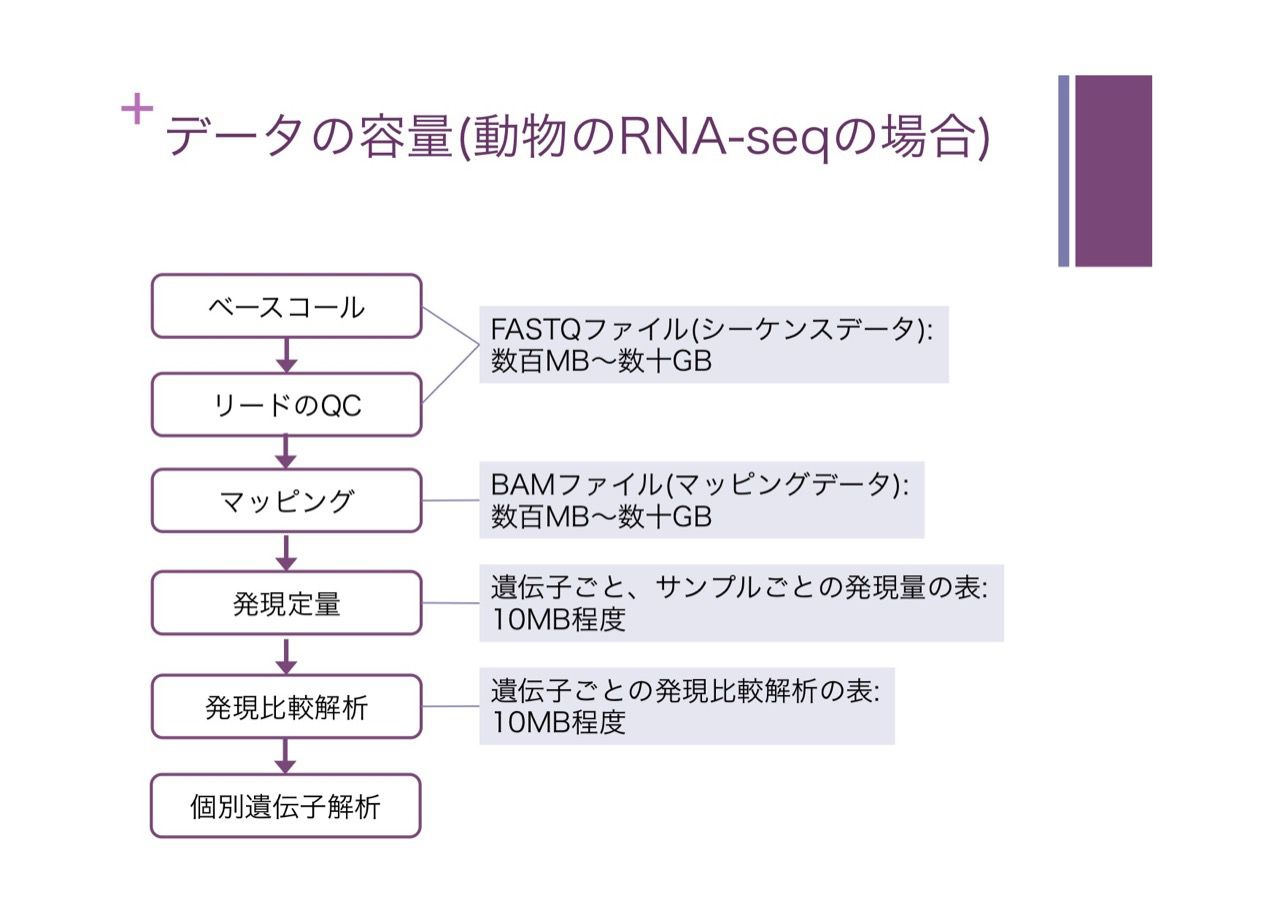 +
データの容量(動物のRNA-seqの場合)
ベースコール
FASTQファイル(シーケンスデータ):
数百MB〜数十GB
リードのQC
マッピング
BAMファイル(マッピングデータ):
数百MB〜数十GB
発現定量
遺伝子ごと、サンプルごとの発現量の表:
10MB程度
発現比較解析
遺伝子ごとの発現比較解析の表:
10MB程度
個別遺伝子解析